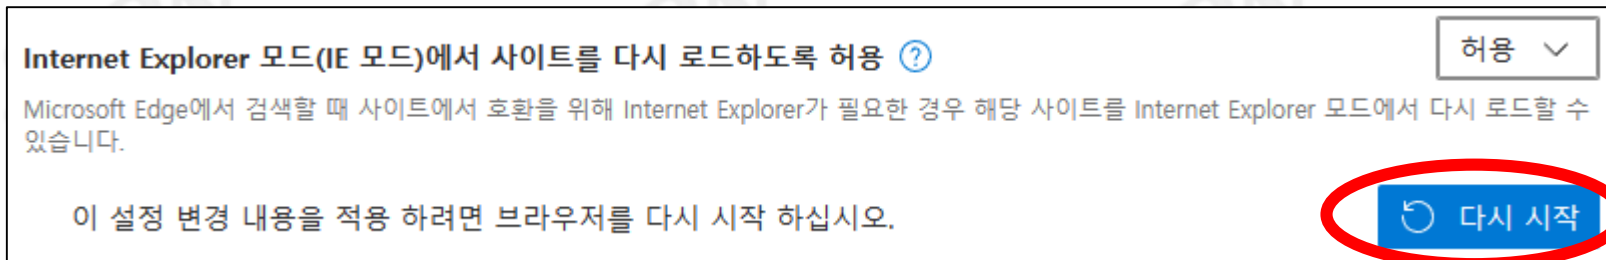 Internet Explorer 모드(IE 모드)에서 사이트를 다시 로드하도록 허용 ?
허용
Microsoft Edge에서 검색할 때 사이트에서 호환을 위해 Internet Explorer가 필요한 경우 해당 사이트를 Internet Explorer 모드에서 다시 로드할 수
있습니다.
이 설정 변경 내용을 적용 하려면 브라우저를 다시 시작 하십시오.
다시 시작